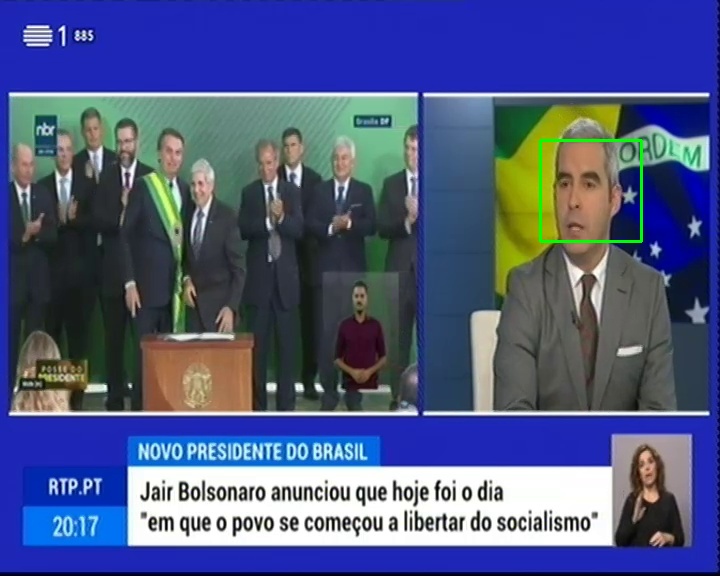 1 885
nbr
Brasília DF
ORDEM
POSSE DO
PRESIDENTE
NOVO PRESIDENTE DO BRASIL
RTP.PT
Jair Bolsonaro anunciou que hoje foi o dia
20:17
"em que o povo se começou a libertar do socialismo"